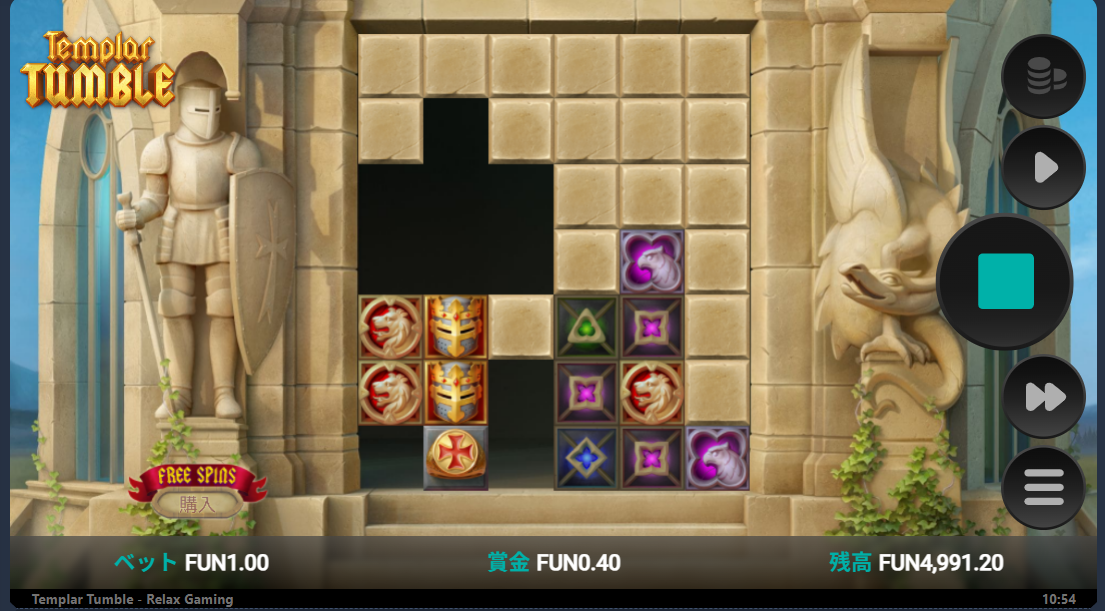 Templar
TUMBLE
FREE SPINS
購入
ベット FUN1.00
賞金 FUN0.40
残高 FUN4,991.20
Templar Tumble - Relax Gaming
10:54